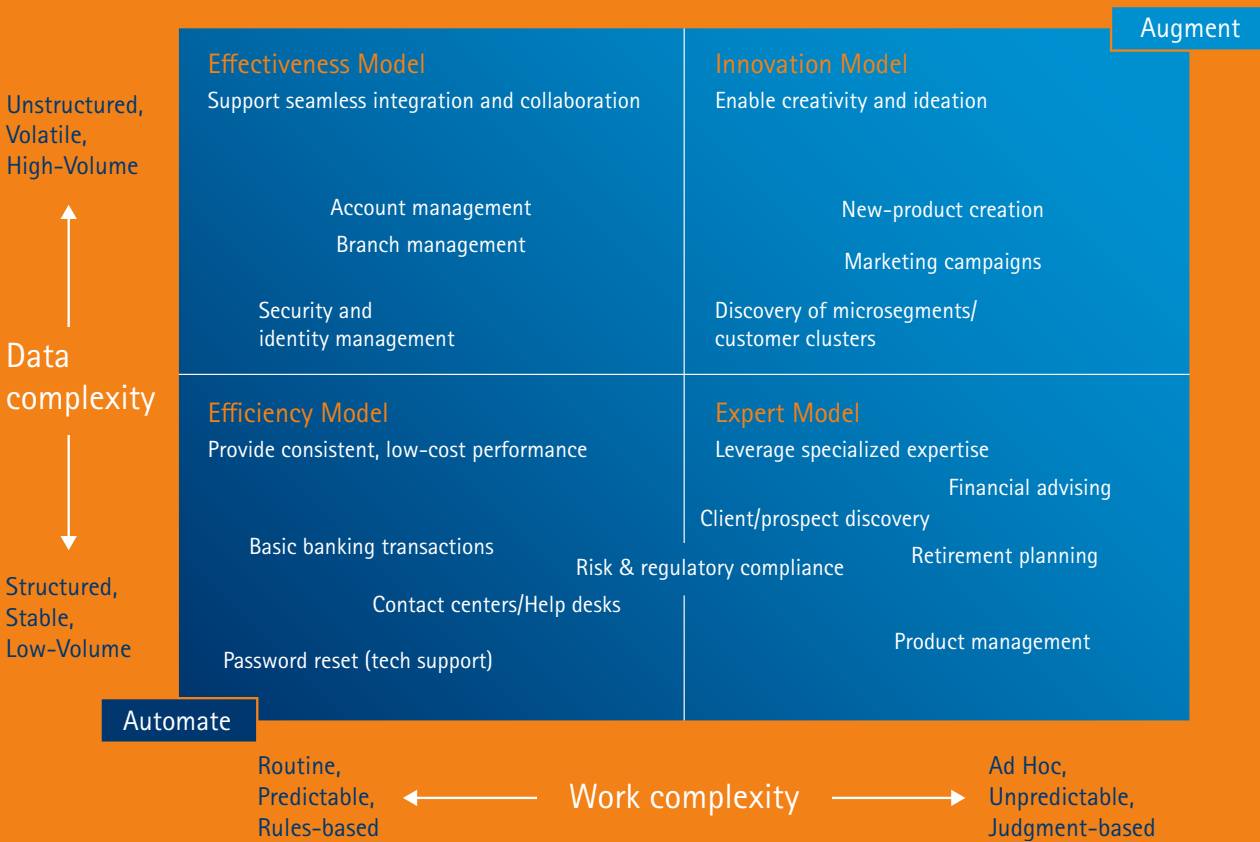 Augment
Effectiveness Model
Support seamless integration and collaboration
Account management
Branch management
Security and
identity management
Innovation Model
Enable creativity and ideation
New-product creation
Marketing campaigns
Discovery of microsegments/
customer clusters
Unstructured,
Volatile,
High-Volume
Data
complexity
Structured,
Stable,
Low-Volume
Efficiency Model
Provide consistent, low-cost performance
Basic banking transactions
Contact centers/Help desks
Password reset (tech support)
Risk & regulatory compliance
Expert Model
Leverage specialized expertise
Financial advising
Client/prospect discovery
Retirement planning
Product management
Automate
Routine,
Predictable,
Rules-based
Work complexity
Ad Hoc,
Unpredictable,
Judgment-based